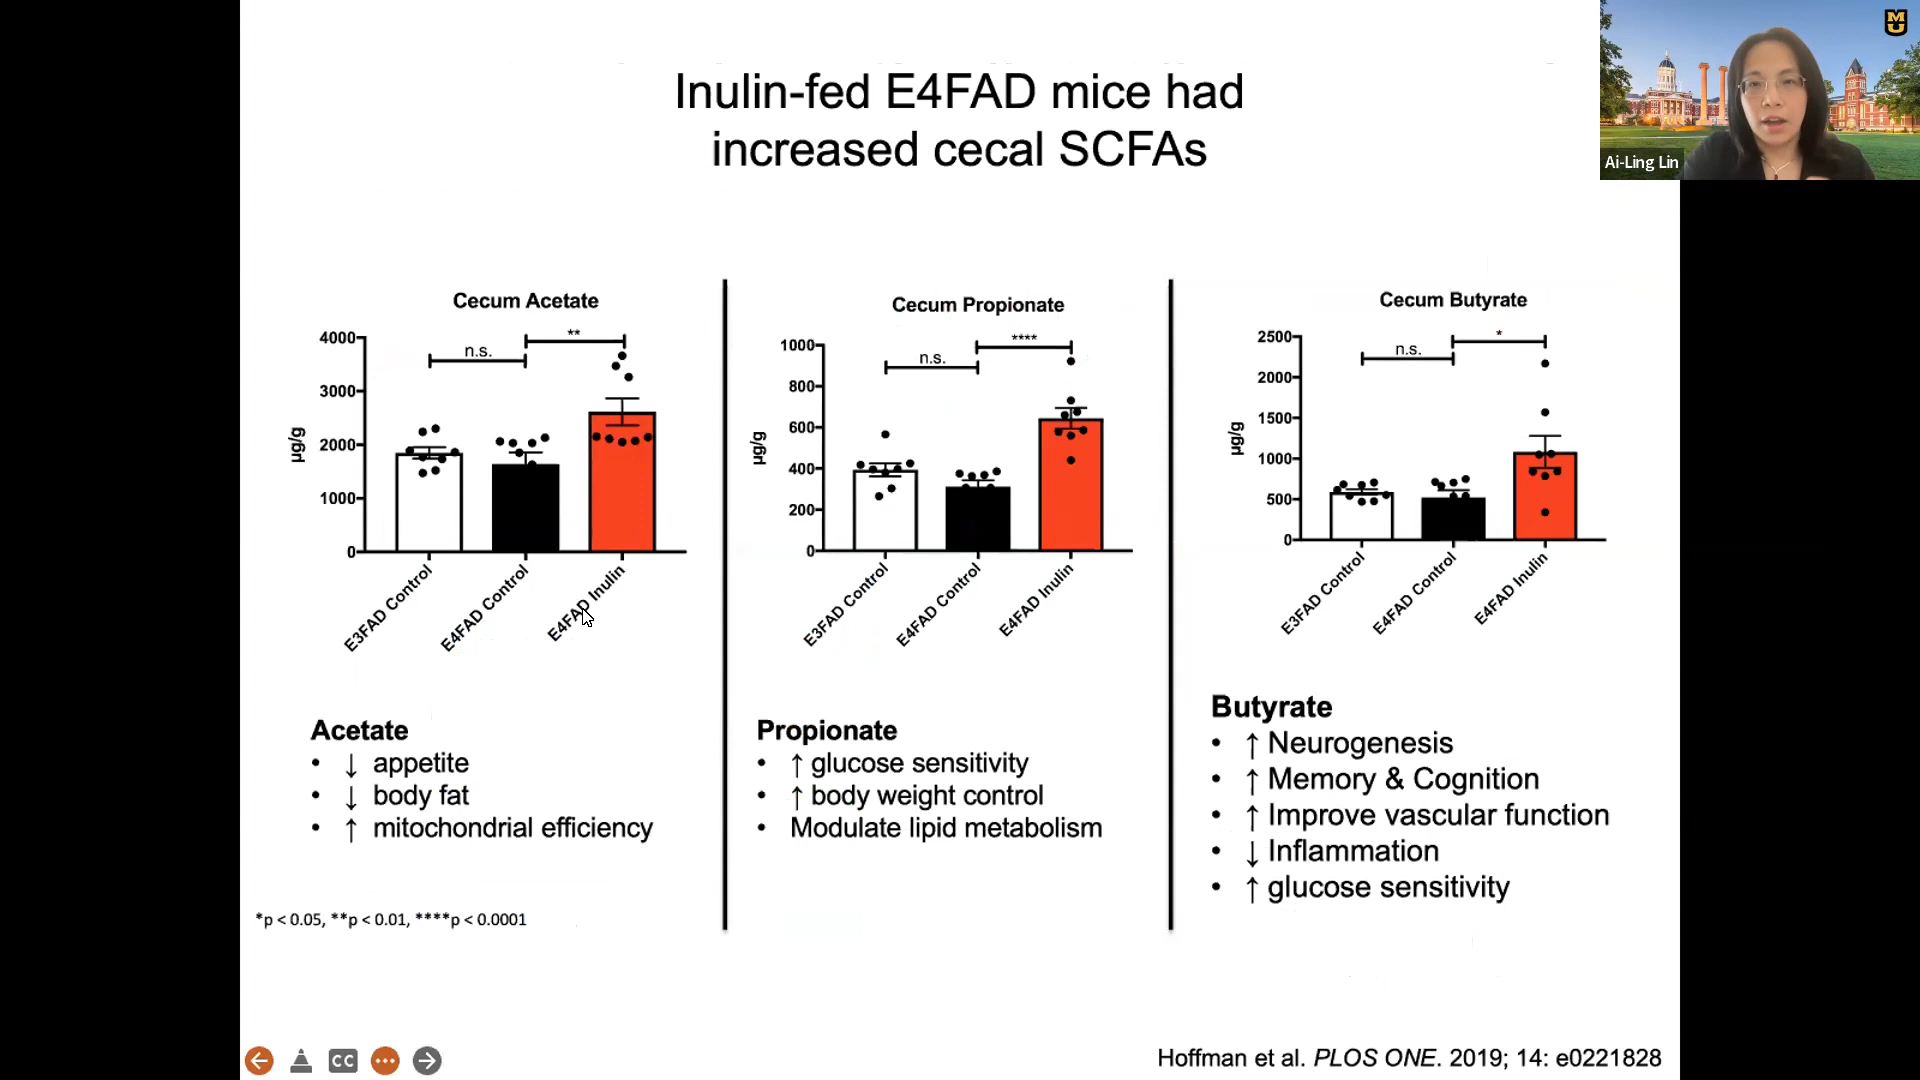 Inulin-fed E4FAD mice had
increased cecal SCFAs
MU
Ai-Ling Lin
Cecum Acetate
4000
3000
2000
1000
0
µg/g
n.s.
**
E3FAD Control
E4FAD Control
E4FAD Inulin
Cecum Propionate
1000
800
600
400
200
0
µg/g
n.s.
****
E3FAD Control
E4FAD Control
E4FAD Inulin
Cecum Butyrate
2500
2000
1500
1000
500
0
µg/g
n.s.
*
E3FAD Control
E4FAD Control
E4FAD Inulin
Acetate
• ↓ appetite
• ↓ body fat
• ↑ mitochondrial efficiency
Propionate
• ↑ glucose sensitivity
• ↑ body weight control
• Modulate lipid metabolism
Butyrate
• ↑ Neurogenesis
• ↑ Memory & Cognition
• ↑ Improve vascular function
• ↓ Inflammation
• ↑ glucose sensitivity
*p < 0.05, **p < 0.01, ****p < 0.0001
CC
Hoffman et al. PLOS ONE. 2019; 14: e0221828